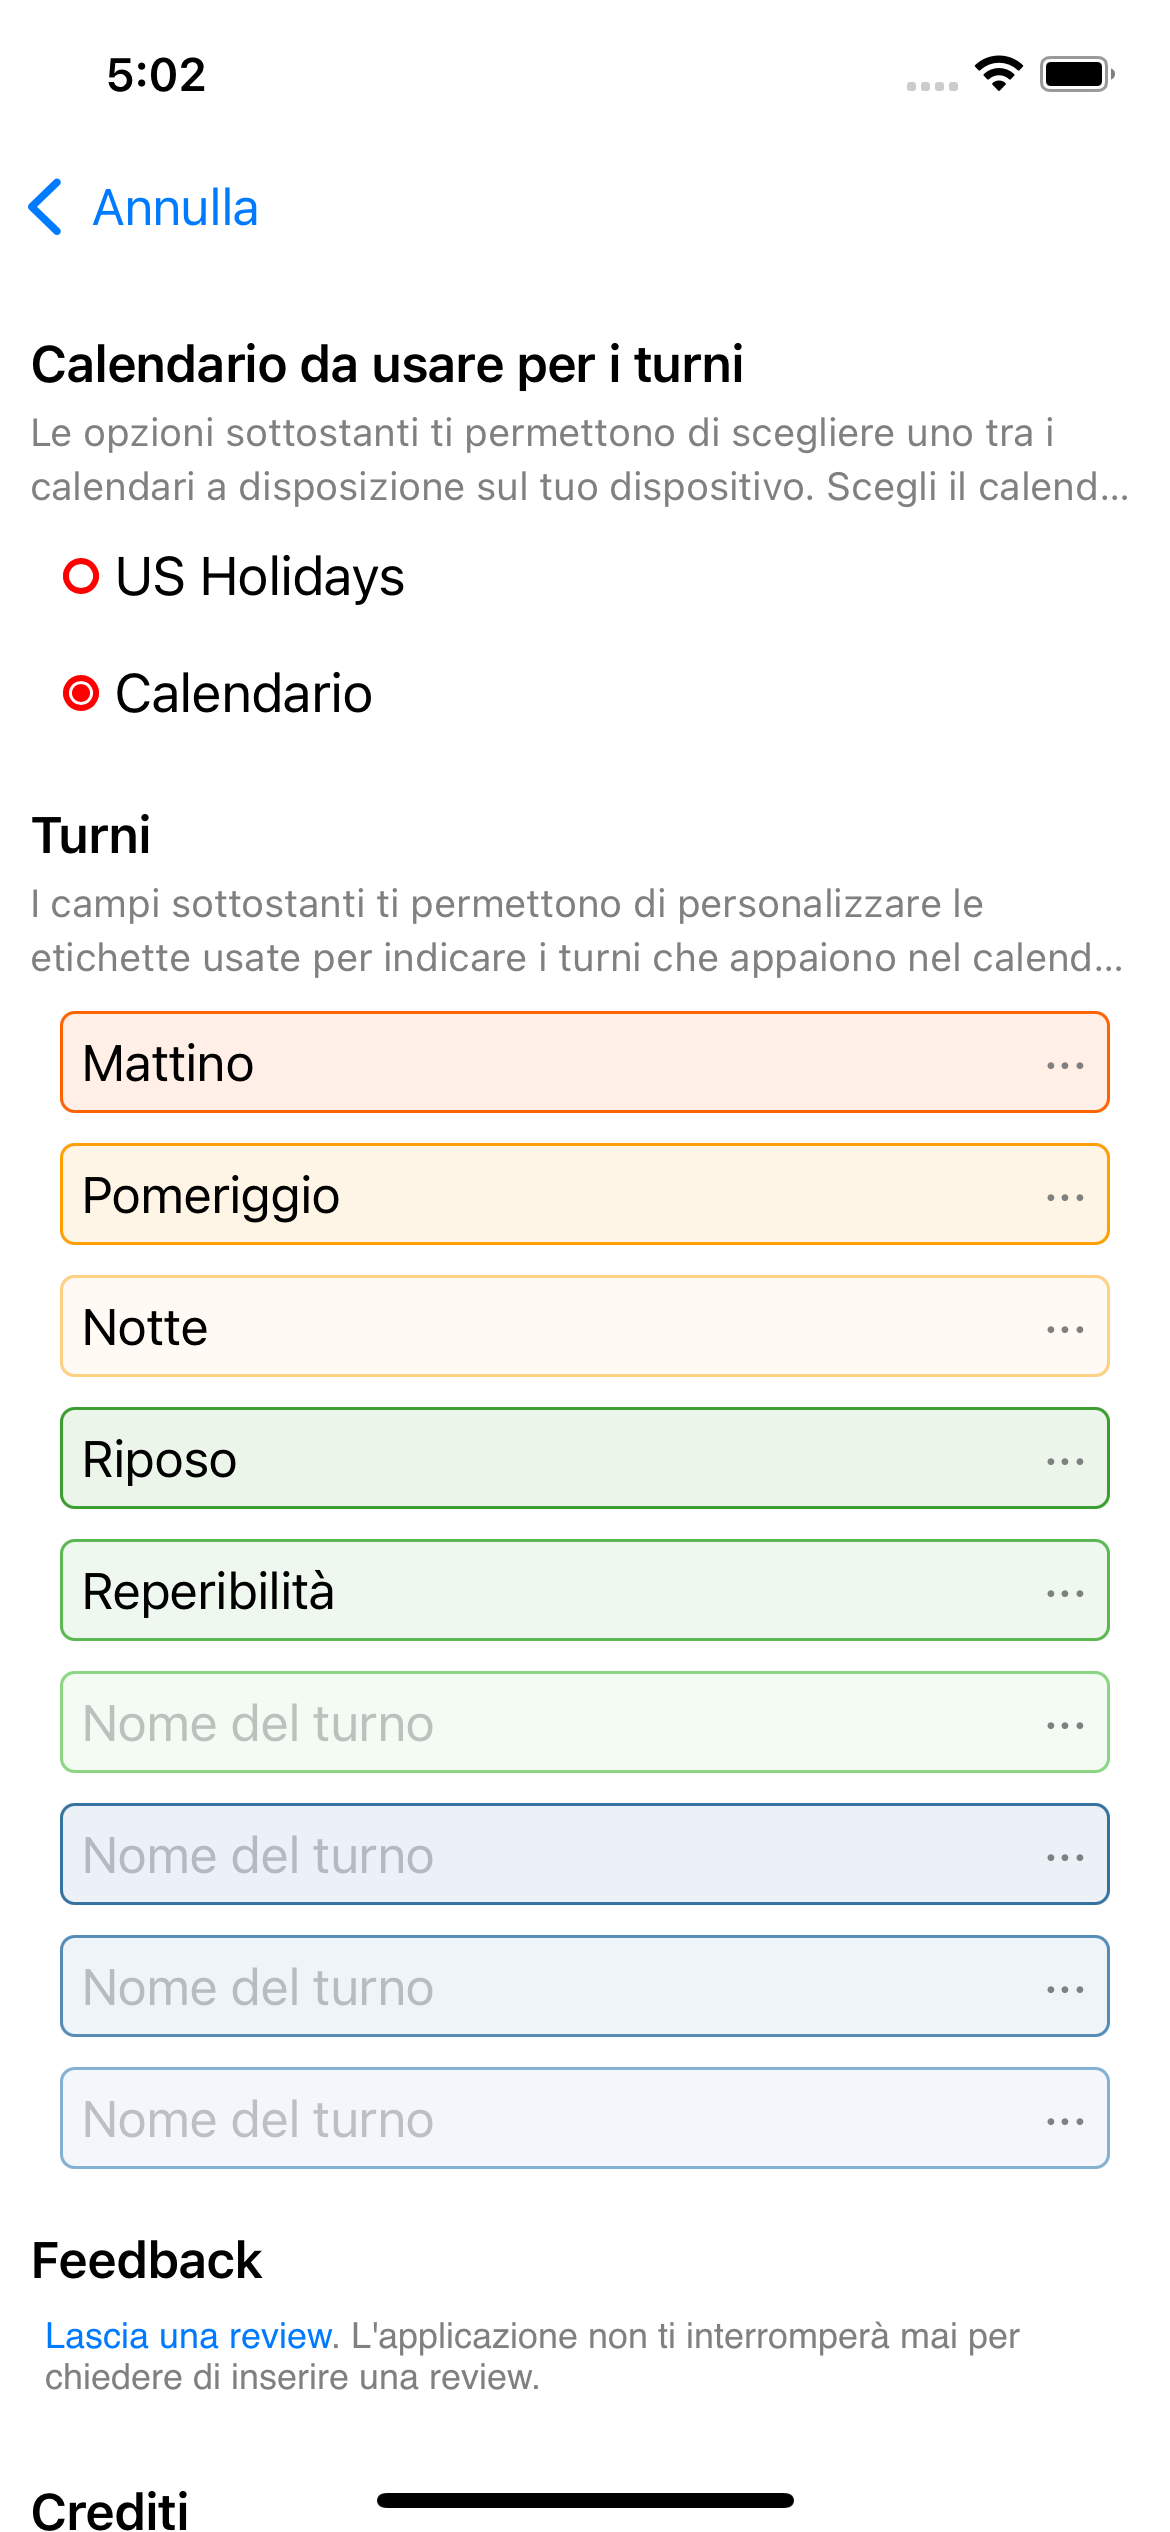 5:02
Annulla
Calendario da usare per i turni
Le opzioni sottostanti ti permettono di scegliere uno tra i
calendari a disposizione sul tuo dispositivo. Scegli il calend...
US Holidays
Calendario
Turni
I campi sottostanti ti permettono di personalizzare le
etichette usate per indicare i turni che appaiono nel calend...
Mattino
Pomeriggio
Notte
Riposo
Reperibilità
Nome del turno
Nome del turno
Nome del turno
Nome del turno
Feedback
Lascia una review. L'applicazione non ti interromperà mai per
chiedere di inserire una review.
Crediti